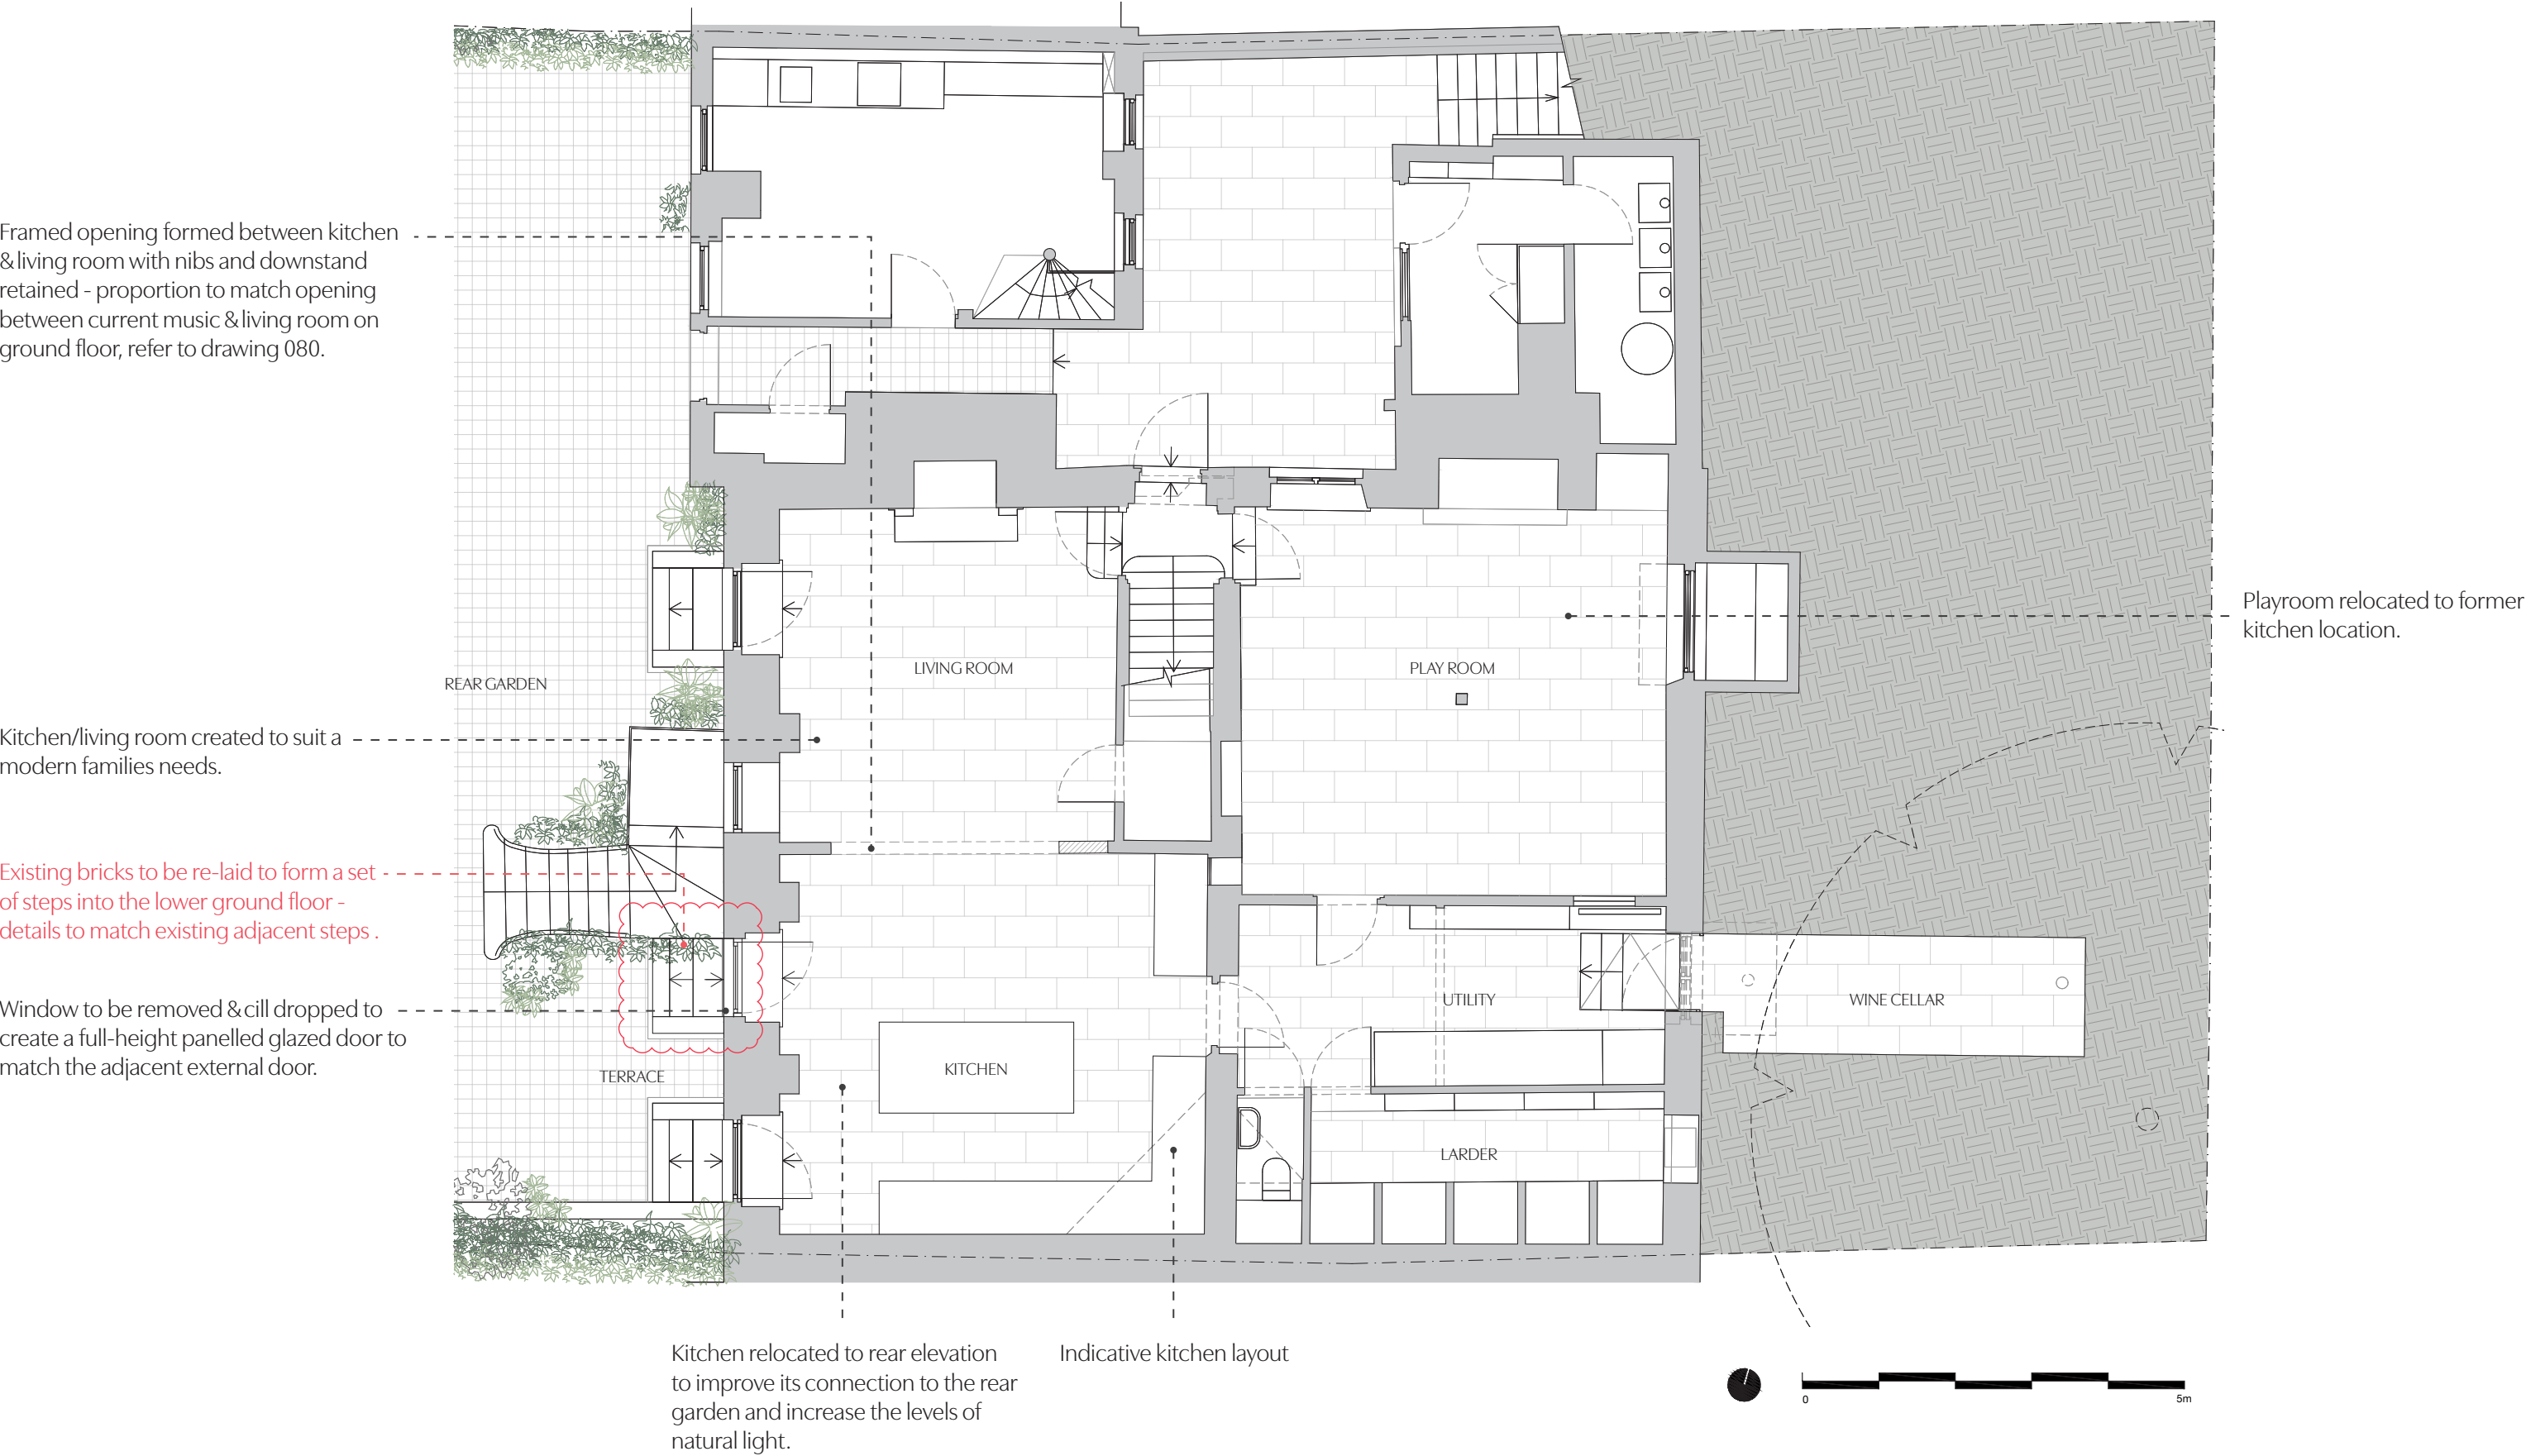 Framed opening formed between kitchen
& living room with nibs and downstand
retained - proportion to match opening
between current music & living room on
ground floor, refer to drawing 080.
Playroom relocated to former
kitchen location.
LIVING ROOM
PLAY ROOM
REAR GARDEN
Kitchen/living room created to suit a
modern families needs.
Existing bricks to be re-laid to form a set
of steps into the lower ground floor -
details to match existing adjacent steps .
Window to be removed & cill dropped to
create a full-height panelled glazed door to
match the adjacent external door.
UTILITY
WINE CELLAR
TERRACE
KITCHEN
LARDER
Kitchen relocated to rear elevation
to improve its connection to the rear
garden and increase the levels of
natural light.
Indicative kitchen layout
0
5m